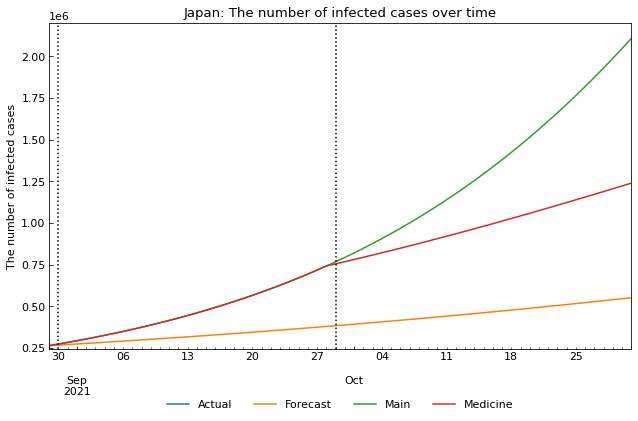 Japan: The number of infected cases over time
1e6
The number of infected cases
2.00
1.75
1.50
1.25
1.00
0.75
0.50
0.25
30 06 13 20 27 04 11 18 25
Sep Oct
2021
Actual Forecast Main Medicine